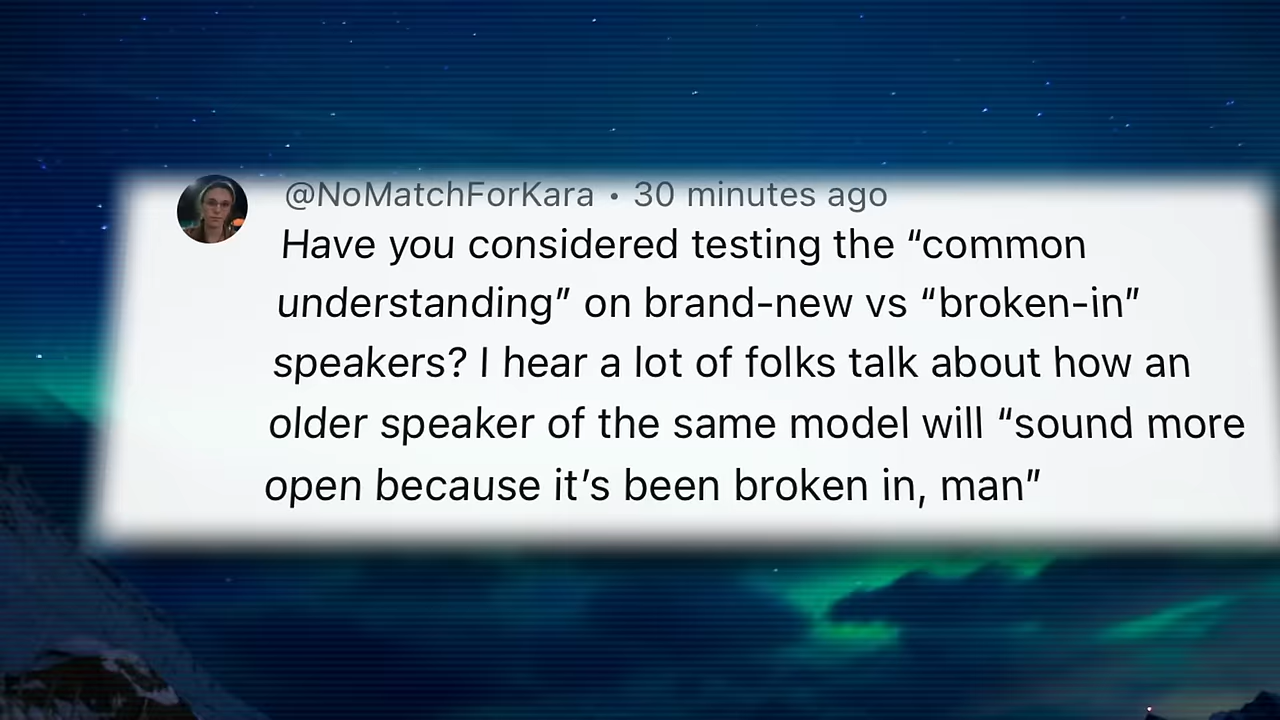 @NoMatchForKara • 30 minutes ago
Have you considered testing the “common
understanding” on brand-new vs “broken-in”
speakers? I hear a lot of folks talk about how an
older speaker of the same model will “sound more
open because it’s been broken in, man”